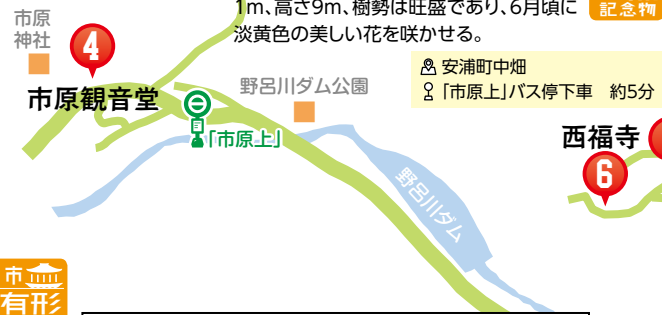 1m、高さ9m、樹勢は旺盛であり、6月頃に
淡黄色の美しい花を咲かせる。
記念物
安浦町中畑
「市原上」バス停下車 約5分
市原
神社
4
市原観音堂
野呂川ダム公園
「市原上」
野呂川ダム
西福寺
6
市
有形